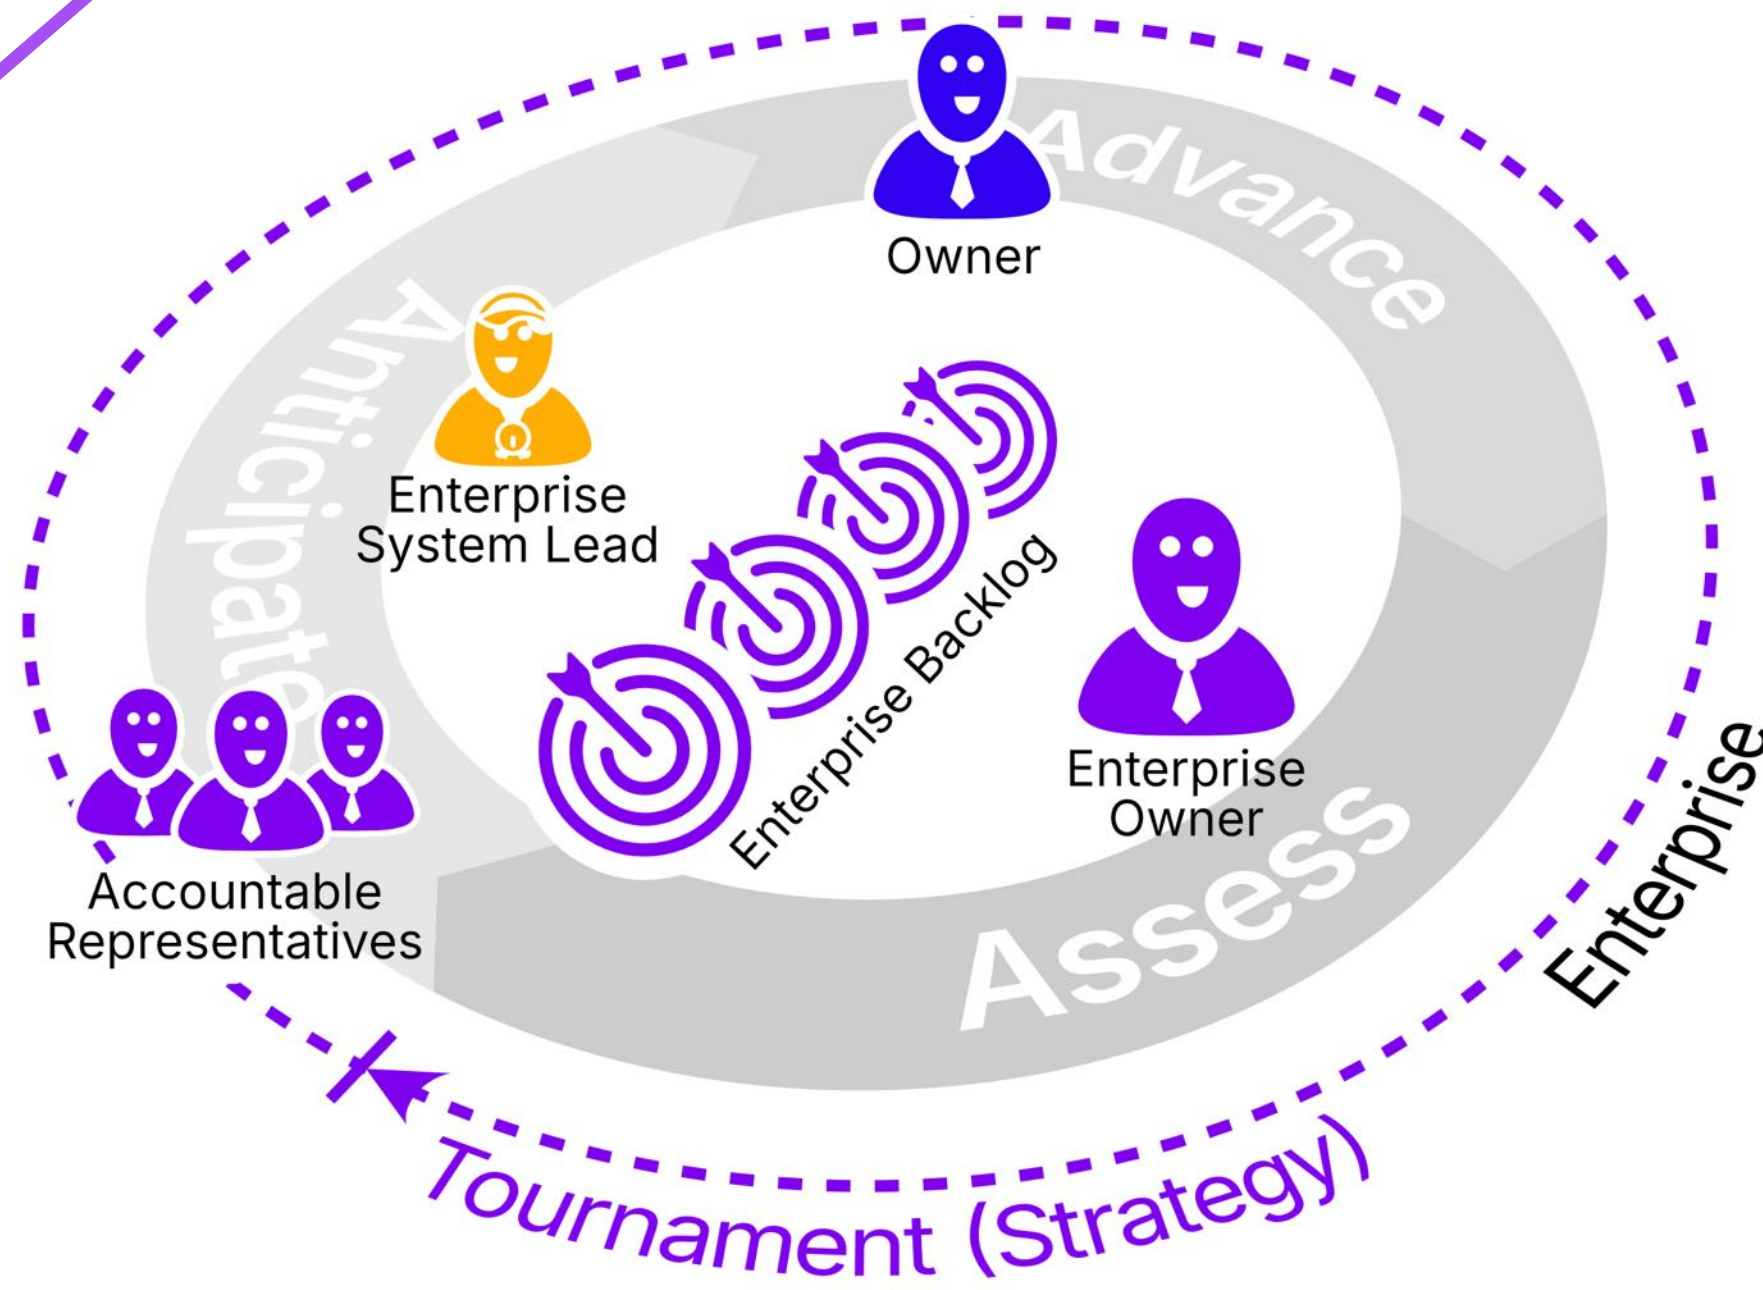 Advance
Owner
Anticipate
Enterprise
System Lead
Enterprise Backlog
Enterprise
Owner
Assess
Accountable
Representatives
Enterprise
Tournament (Strategy)